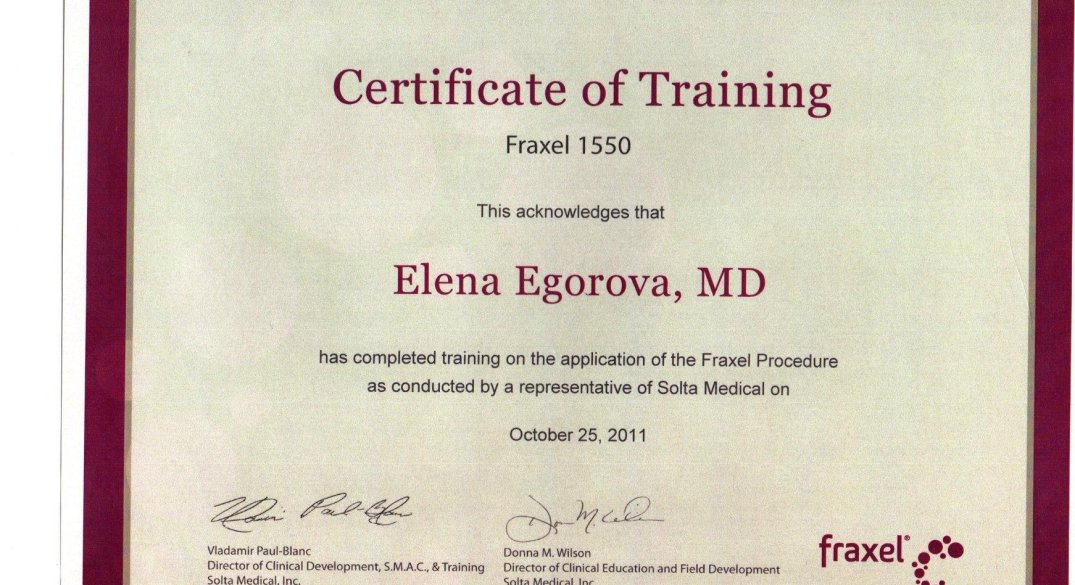 Certificate of Training
Fraxel 1550
This acknowledges that
Elena Egorova, MD
has completed training on the application of the Fraxel Procedure
as conducted by a representative of Solta Medical on
October 25, 2011
Vladamir Paul-Blanc
Director of Clinical Development, S.M.A.C., & Training
Solta Medical, Inc.
Donna M. Wilson
Director of Clinical Education and Field Development
Solta Medical, Inc.
fraxel®